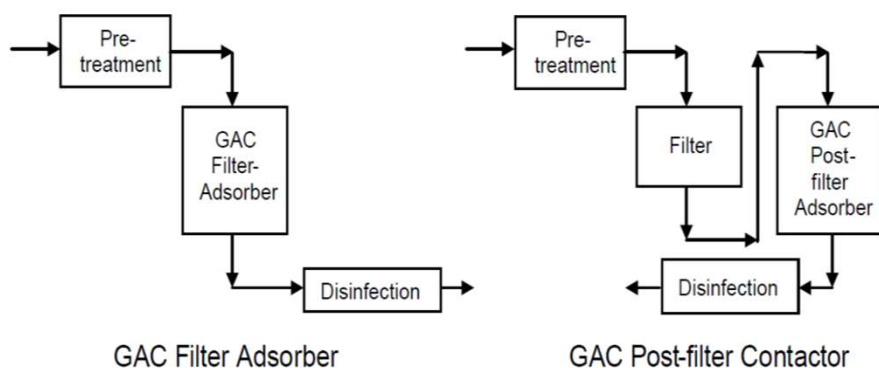 Pre-
treatment
GAC
Filter-
Adsorber
Disinfection
GAC Filter Adsorber
Pre-
treatment
Filter
GAC
Post-
filter
Adsorber
Disinfection
GAC Post-filter Contactor